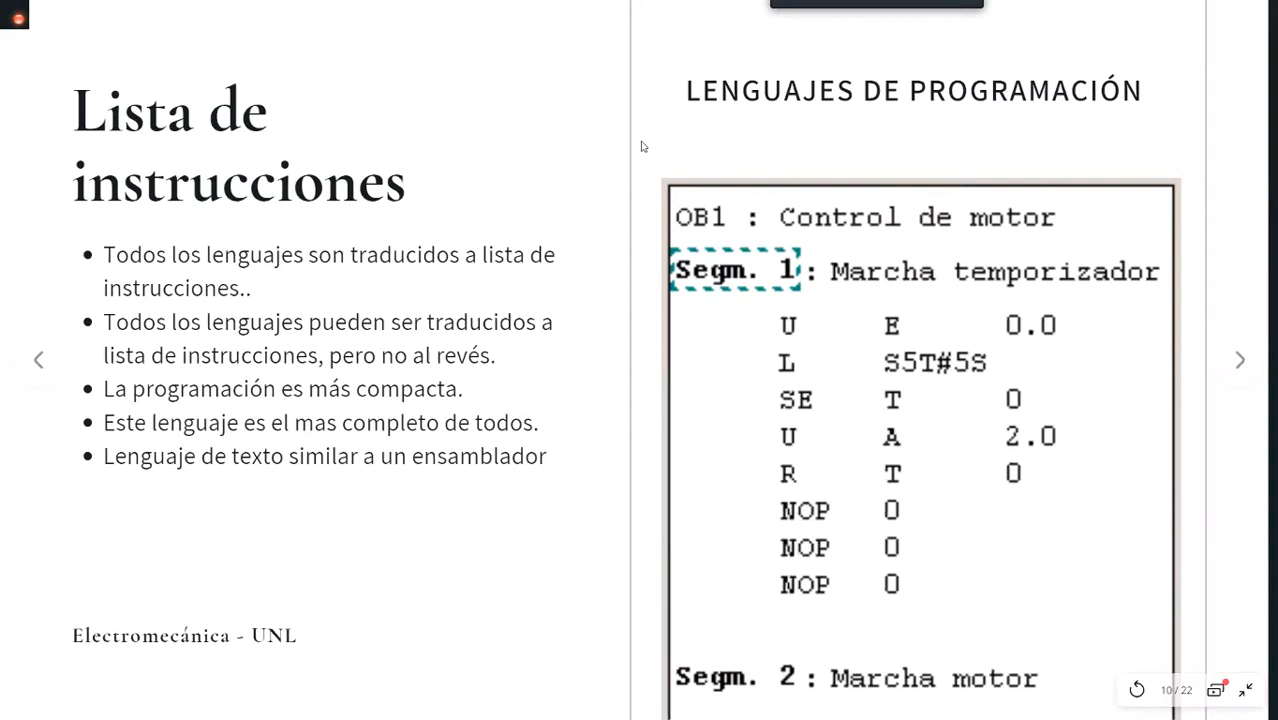 Lista de
instrucciones
Todos los lenguajes son traducidos a lista de
instrucciones..
Todos los lenguajes pueden ser traducidos a
lista de instrucciones, pero no al revés.
La programación es más compacta.
Este lenguaje es el mas completo de todos.
Lenguaje de texto similar a un ensamblador
Electromecánica - UNL
LENGUAJES DE PROGRAMACIÓN
OB1 : Control de motor
Segm. 1 : Marcha temporizador
U E 0.0
L S5T#5S
SE T 0
U A 2.0
R T 0
NOP 0
NOP 0
NOP 0
Segm. 2 : Marcha motor
10 / 22